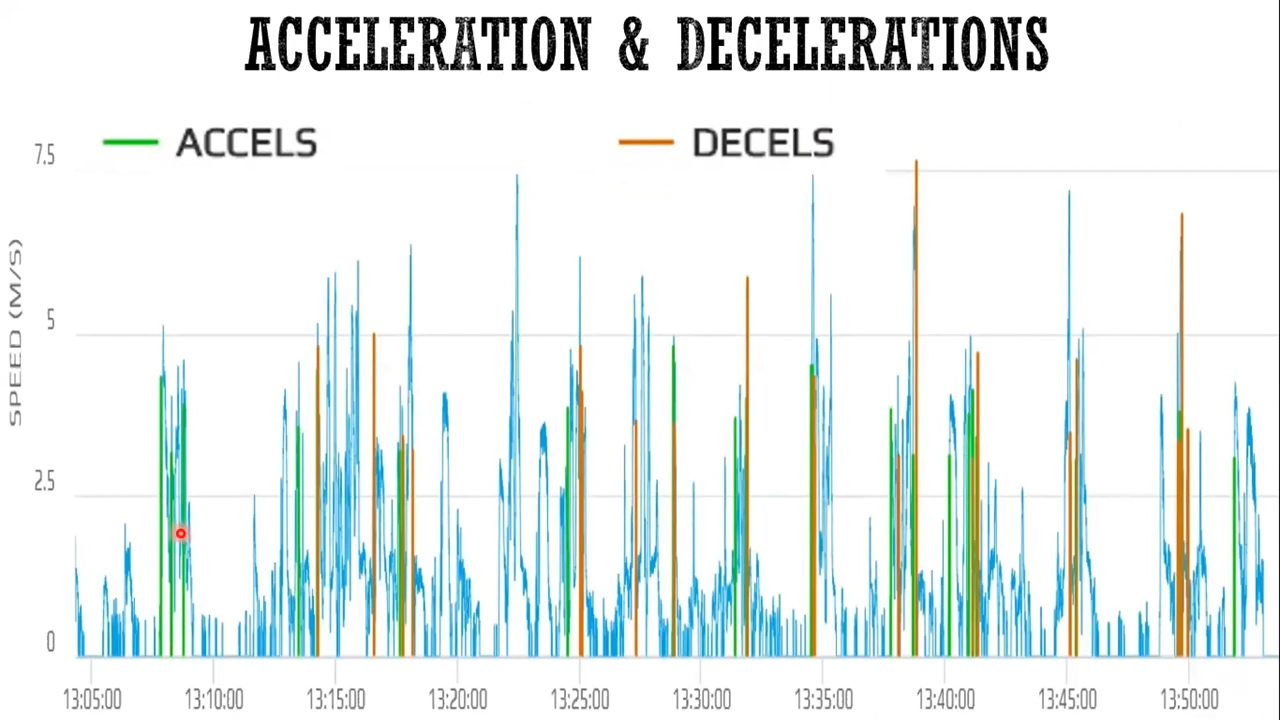 ACCELERATION & DECELERATIONS
ACCELS DECELS
7.5
5
2.5
0
SPEED (M/S)
13:05:00 13:10:00 13:15:00 13:20:00 13:25:00 13:30:00 13:35:00 13:40:00 13:45:00 13:50:00